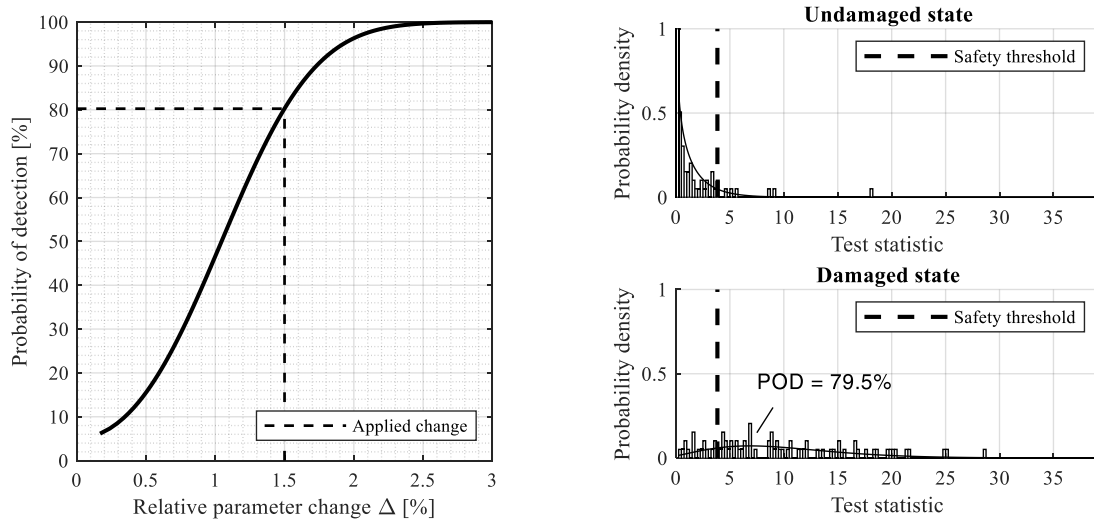 Probability of detection [%]
100
90
80
70
60
50
40
30
20
10
0
0 0.5 1 1.5 2 2.5 3
Relative parameter change Δ [%]
Applied change
Undamaged state
Probability density
1
0.5
0
Safety threshold
0 5 10 15 20 25 30 35
Test statistic
Damaged state
Probability density
1
0.5
0
Safety threshold
POD = 79.5%
0 5 10 15 20 25 30 35
Test statistic